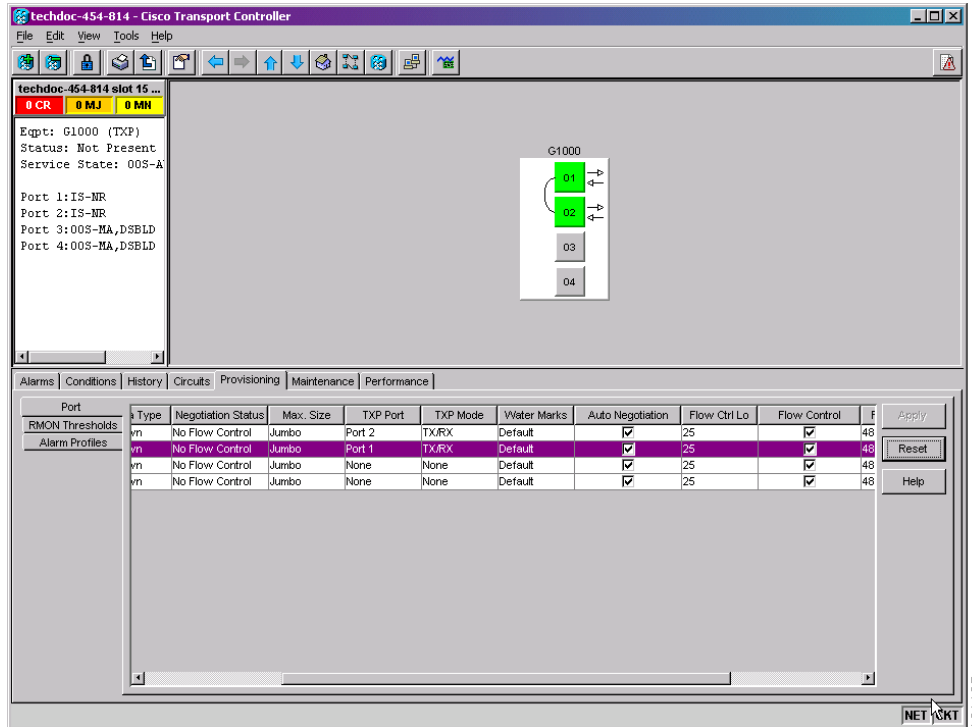 techdoc-454-814 - Cisco Transport Controller
File Edit View Tools Help
techdoc-454-814 slot 15 ...
0 CR 0 MJ 0 MN
Eqpt: G1000 (TXP)
Status: Not Present
Service State: OOS-A
Port 1:IS-NR
Port 2:IS-NR
Port 3:OOS-MA,DSBLD
Port 4:OOS-MA,DSBLD
G1000
01
02
03
04
Alarms Conditions History Circuits Provisioning Maintenance Performance
Port
RMON Thresholds
Alarm Profiles
Type Negotiation Status Max. Size TXP Port TXP Mode Water Marks Auto Negotiation Flow Ctrl Lo Flow Control F
wn No Flow Control Jumbo Port 2 TX/RX Default 25 48
wn No Flow Control Jumbo Port 1 TX/RX Default 25 48
wn No Flow Control Jumbo None None Default 25 48
wn No Flow Control Jumbo None None Default 25 48
Apply
Reset
Help
NET CKT